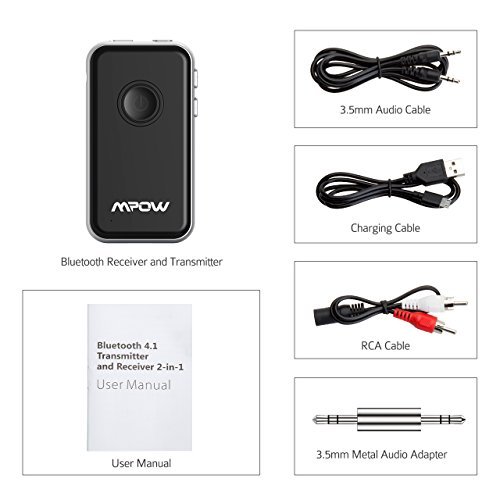 MPOW
Bluetooth Receiver and Transmitter
Bluetooth 4.1
Transmitter
and Receiver 2-in-1
User Manual
User Manual
3.5mm Audio Cable
Charging Cable
RCA Cable
3.5mm Metal Audio Adapter